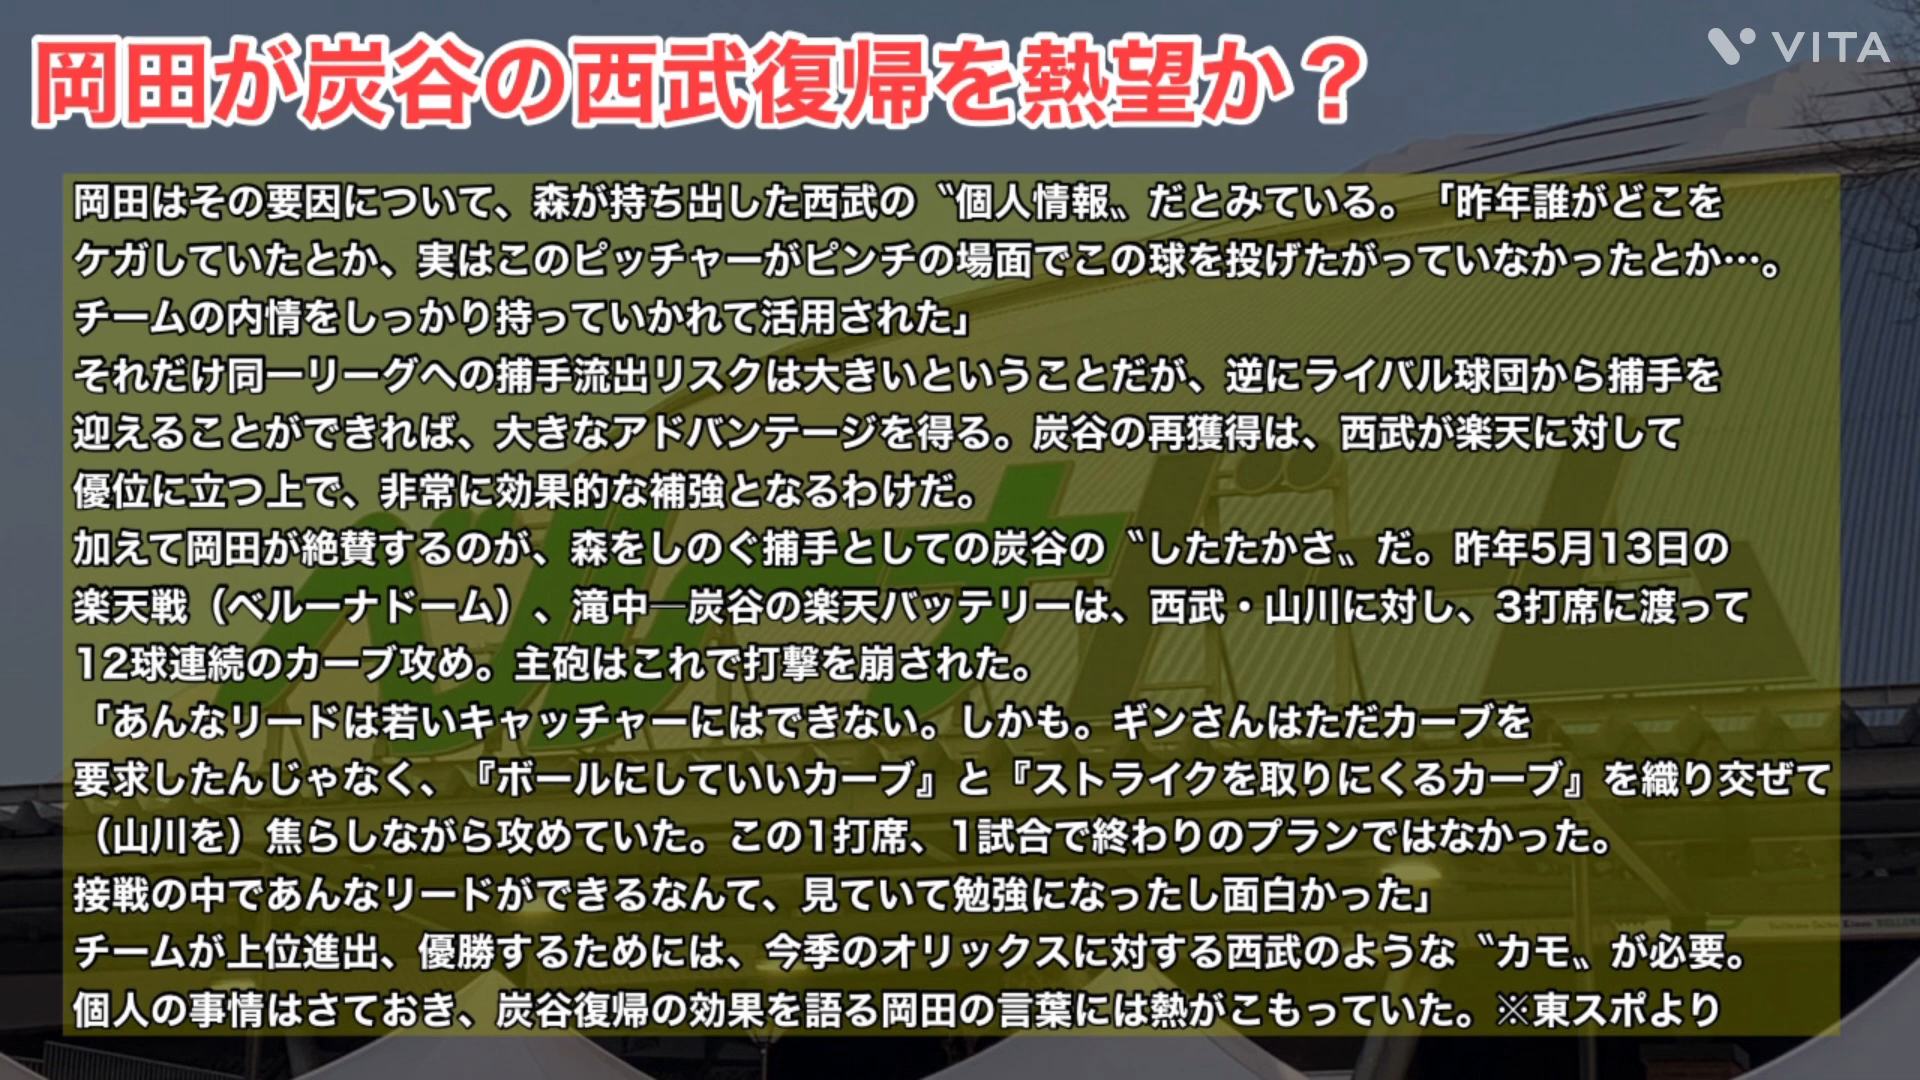 岡田が炭谷の西武復帰を熱望か？
VITA
岡田はその要因について、森が持ち出した西武の〝個人情報〟だとみている。「昨年誰がどこを
ケガしていたとか、実はこのピッチャーがピンチの場面でこの球を投げたがっていなかったとか…。
チームの内情をしっかり持っていかれて活用された」
それだけ同一リーグへの捕手流出リスクは大きいということだが、逆にライバル球団から捕手を
迎えることができれば、大きなアドバンテージを得る。炭谷の再獲得は、西武が楽天に対して
優位に立つ上で、非常に効果的な補強となるわけだ。
加えて岡田が絶賛するのが、森をしのぐ捕手としての炭谷の〝したたかさ〟だ。昨年5月13日の
楽天戦（ベルーナドーム）、滝中―炭谷の楽天バッテリーは、西武・山川に対し、3打席に渡って
12球連続のカーブ攻め。主砲はこれで打撃を崩された。
「あんなリードは若いキャッチャーにはできない。しかも。ギンさんはただカーブを
要求したんじゃなく、『ボールにしていいカーブ』と『ストライクを取りにくるカーブ』を織り交ぜて
（山川を）焦らしながら攻めていた。この1打席、1試合で終わりのプランではなかった。
接戦の中であんなリードができるなんて、見ていて勉強になったし面白かった」
チームが上位進出、優勝するためには、今季のオリックスに対する西武のような〝カモ〟が必要。
個人の事情はさておき、炭谷復帰の効果を語る岡田の言葉には熱がこもっていた。※東スポより
ベルーナドーム